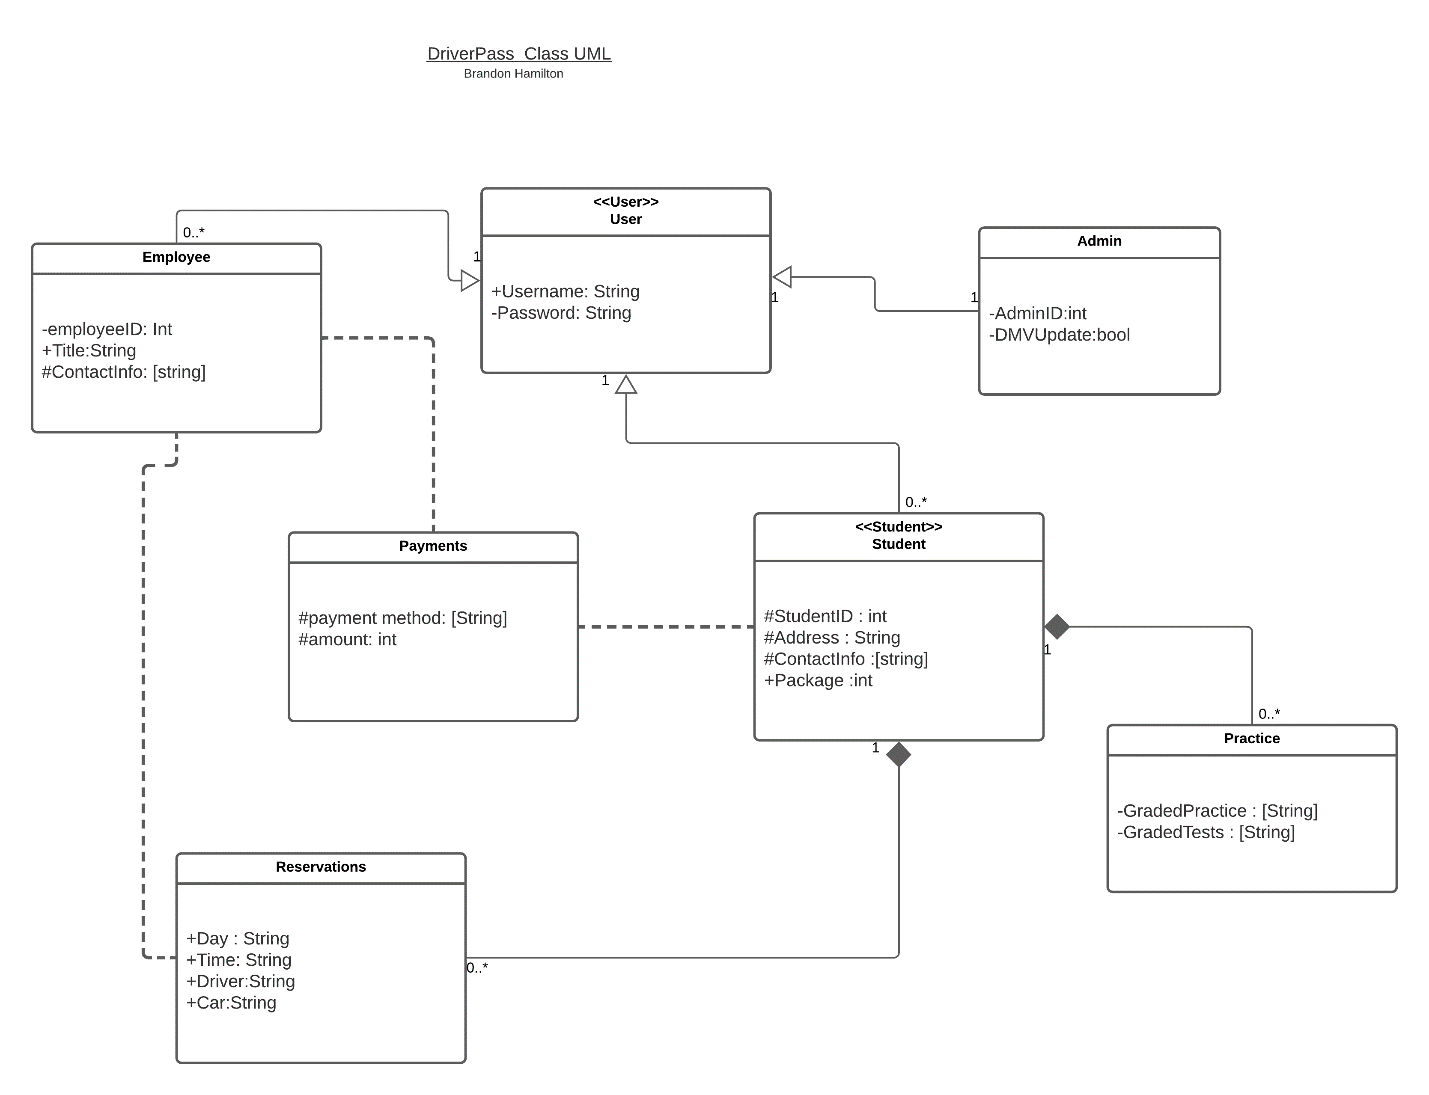 DriverPass Class UML
Brandon Hamilton
<<User>>
User
+Username: String
-Password: String
0..*
1
Employee
-employeeID: Int
+Title:String
#ContactInfo: [string]
Admin
-AdminID:int
-DMVUpdate:bool
1
1
1
0..*
Payments
#payment method: [String]
#amount: int
<<Student>>
Student
#StudentID : int
#Address : String
#ContactInfo :[string]
+Package :int
1
0..*
Practice
-GradedPractice : [String]
-GradedTests : [String]
1
0..*
Reservations
+Day : String
+Time: String
+Driver:String
+Car:String